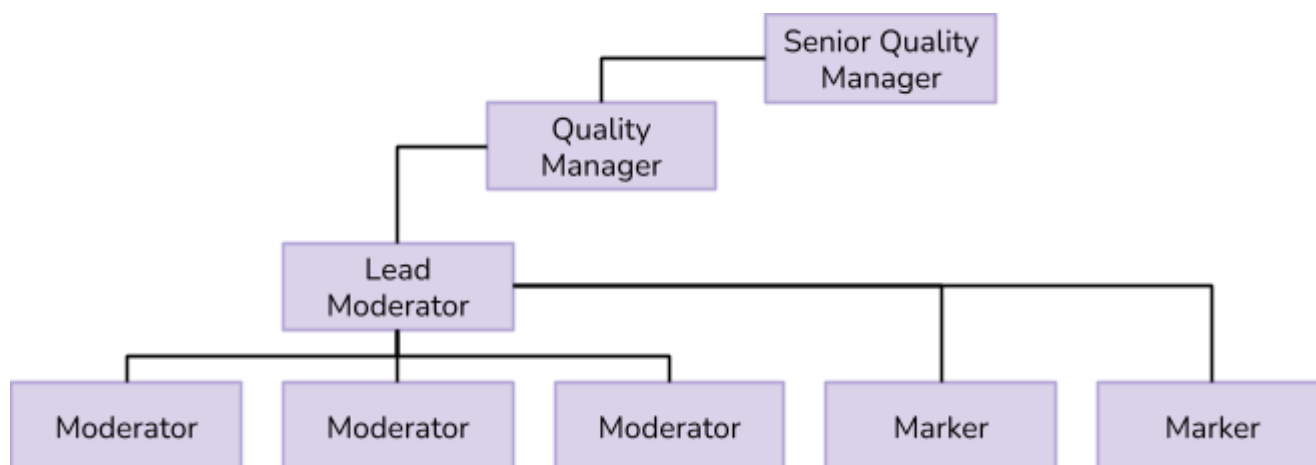 Senior Quality
Manager
Quality
Manager
Lead
Moderator
Moderator
Moderator
Moderator
Marker
Marker